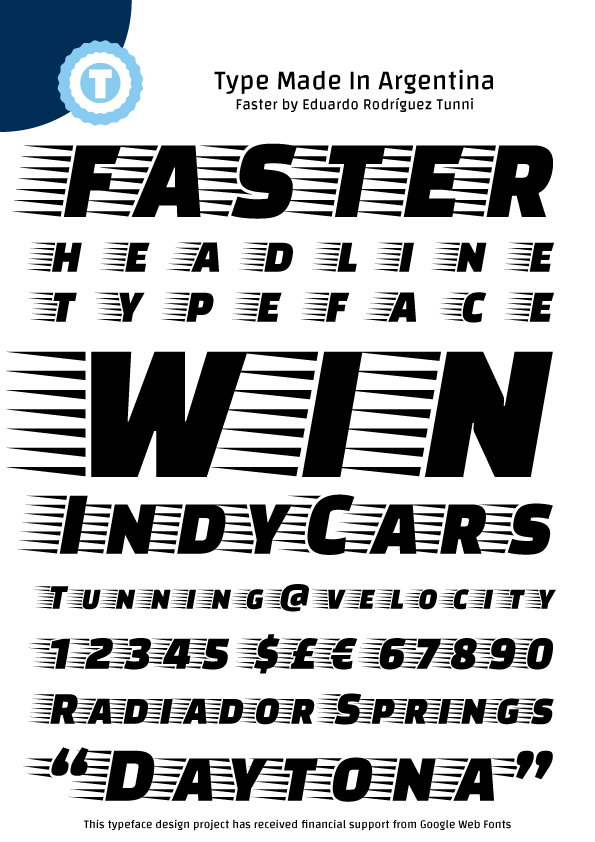 T
Type Made In Argentina
Faster by Eduardo Rodríguez Tunni
FASTER
HEADLINE
TYPEFACE
WIN
INDYCARS
TUNNING@VELOCITY
12345 $£€ 67890
RADIADOR SPRINGS
“DAYTONA”
This typeface design project has received financial support from Google Web Fonts